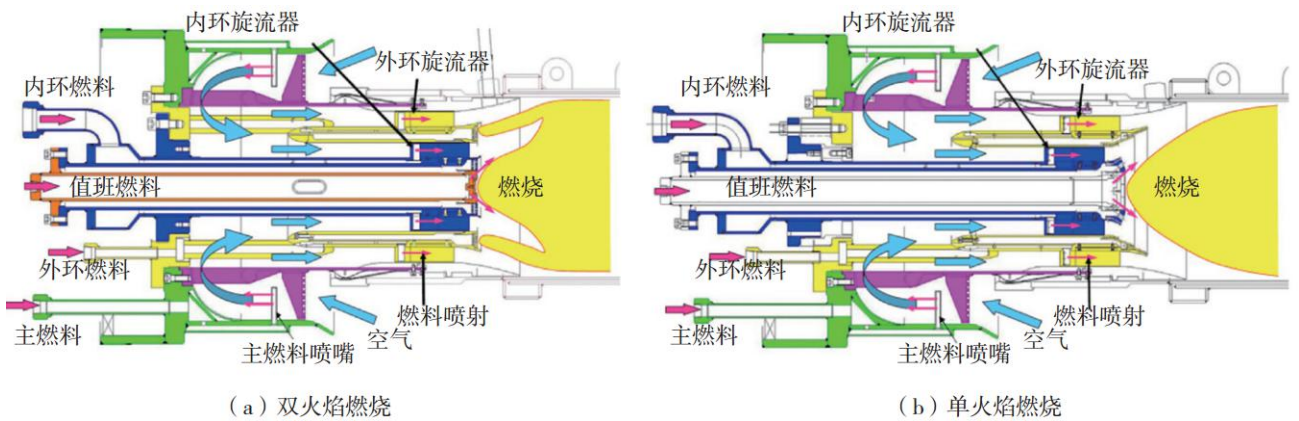 内环旋流器
外环旋流器
内环燃料
值班燃料
燃烧
外环燃料
燃料喷射
空气
主燃料
主燃料喷嘴
(a)双火焰燃烧
内环旋流器
外环旋流器
内环燃料
值班燃料
燃烧
外环燃料
燃料喷射
空气
主燃料
主燃料喷嘴
(b)单火焰燃烧